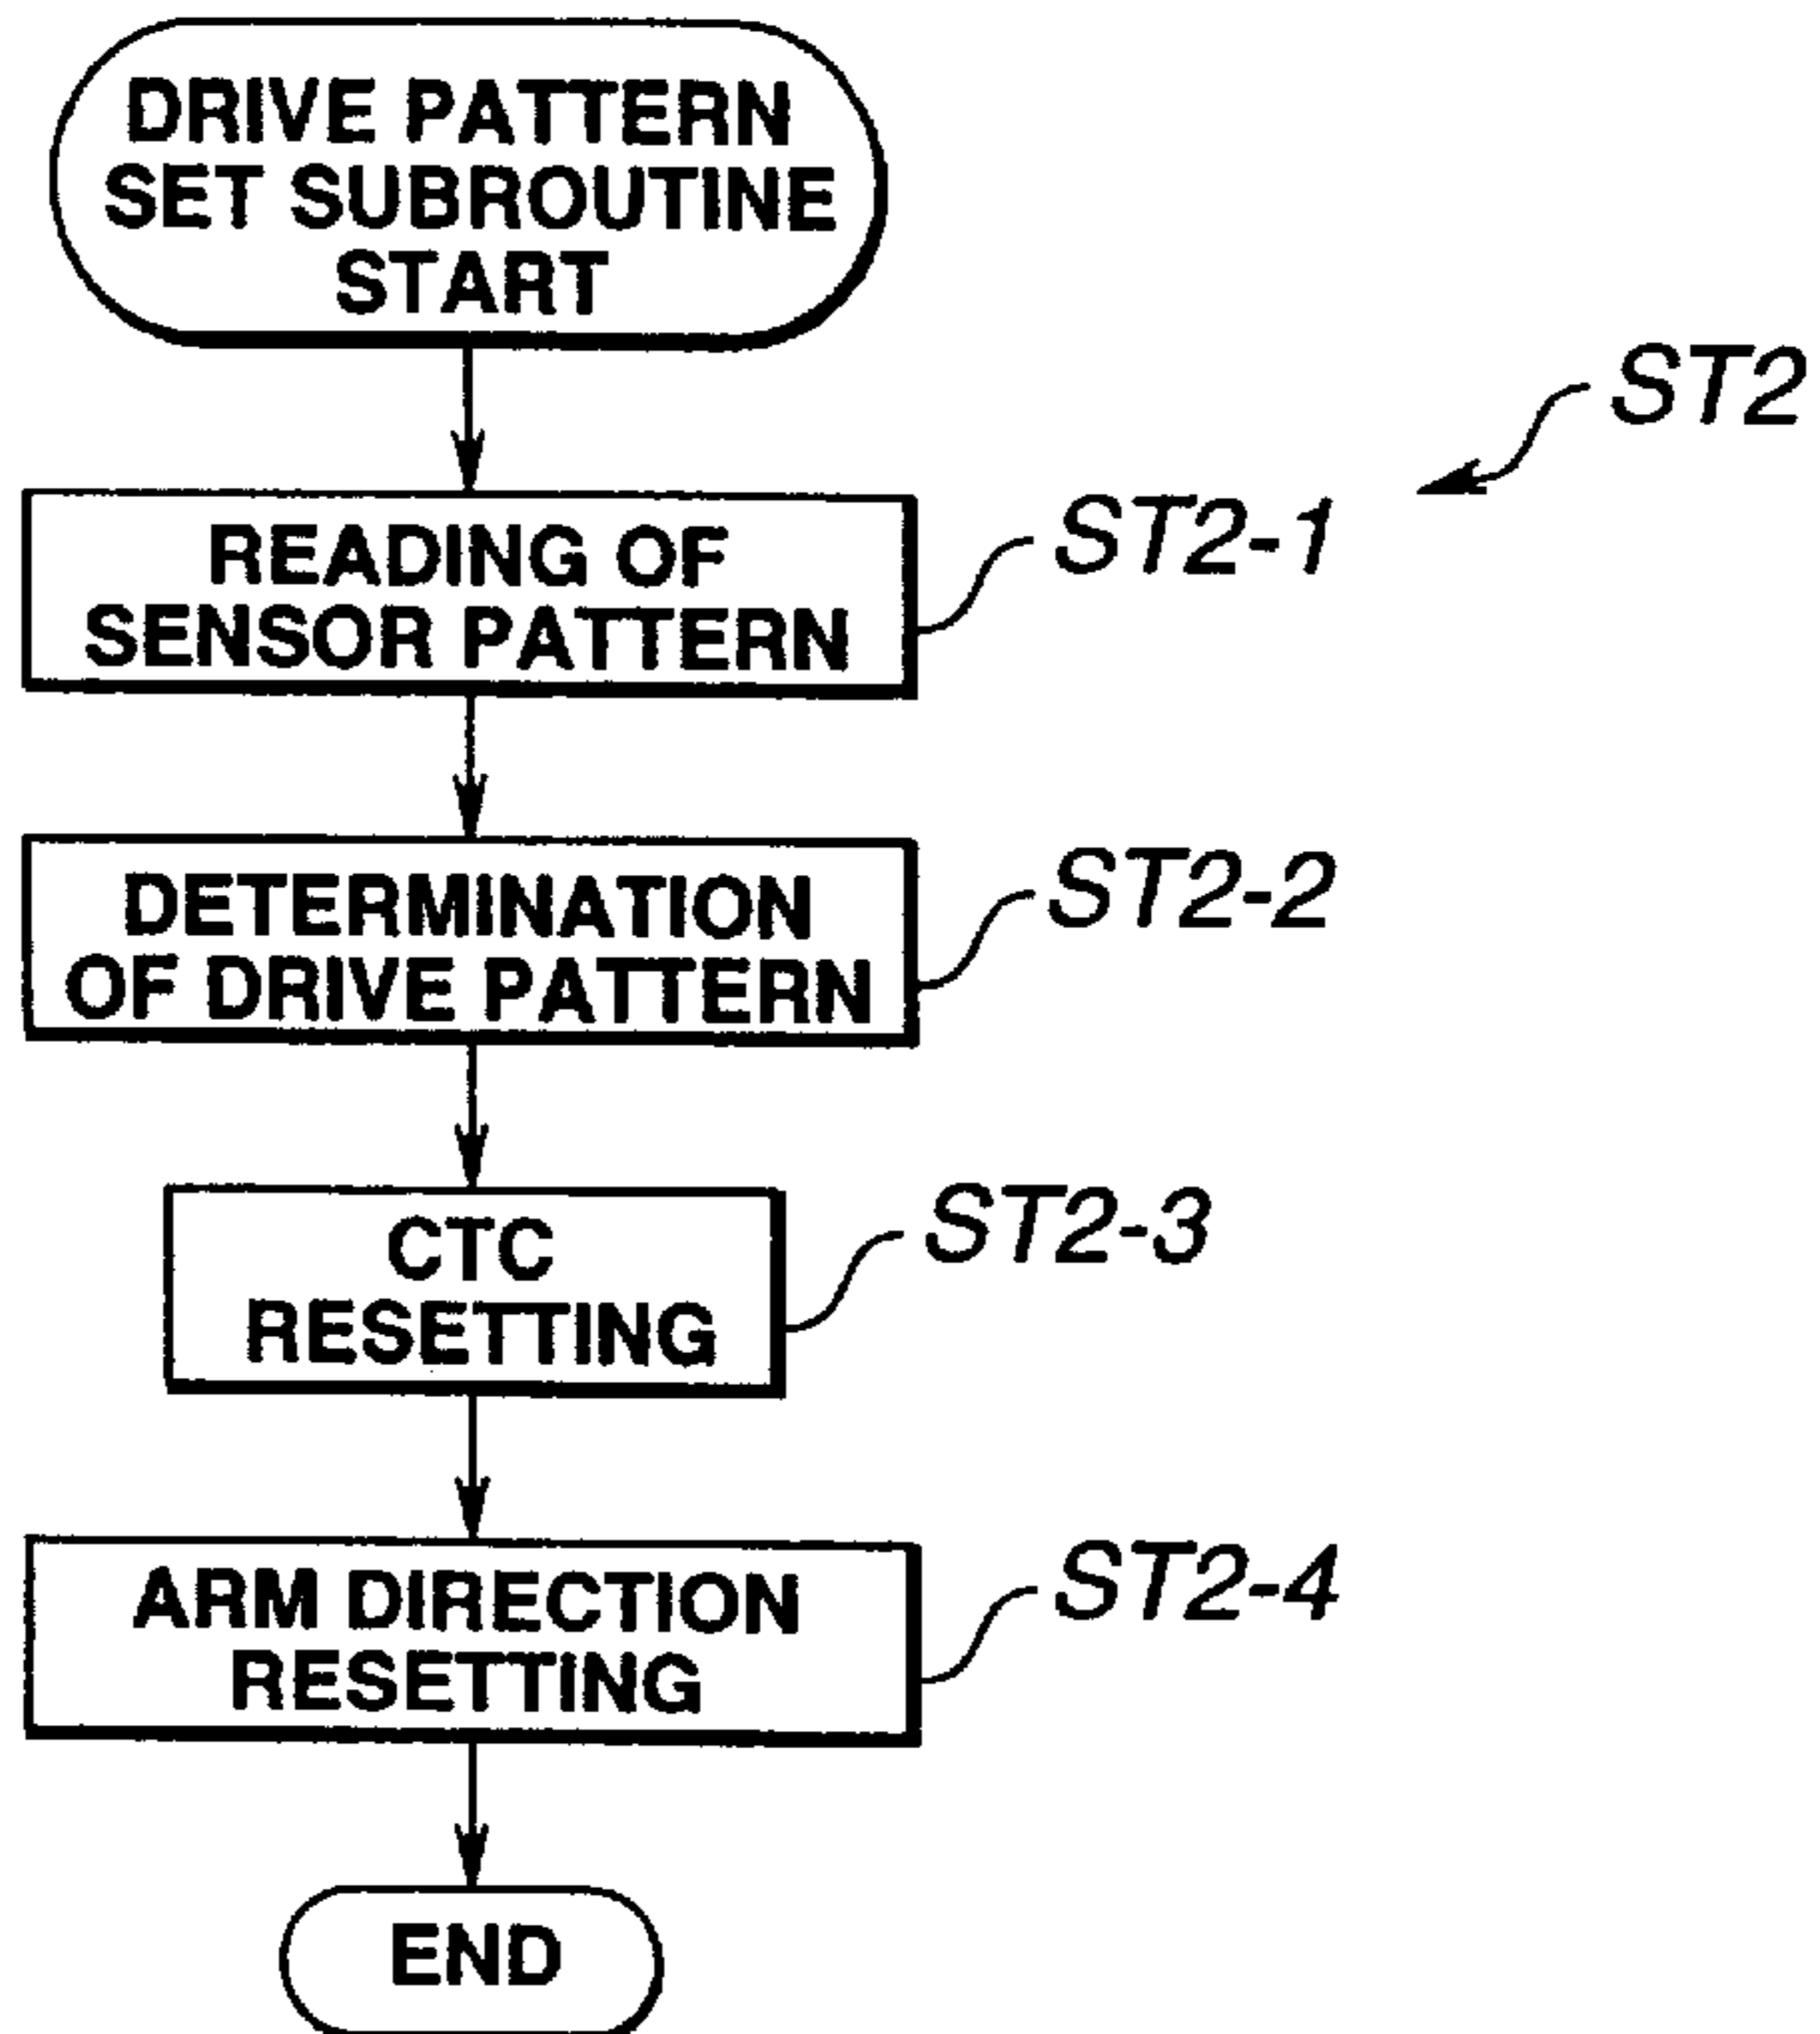 DRIVE PATTERN
SET SUBROUTINE
START
ST2
READING OF
SENSOR PATTERN
ST2-1
DETERMINATION
OF DRIVE PATTERN
ST2-2
CTC
RESETTING
ST2-3
ARM DIRECTION
RESETTING
ST2-4
END